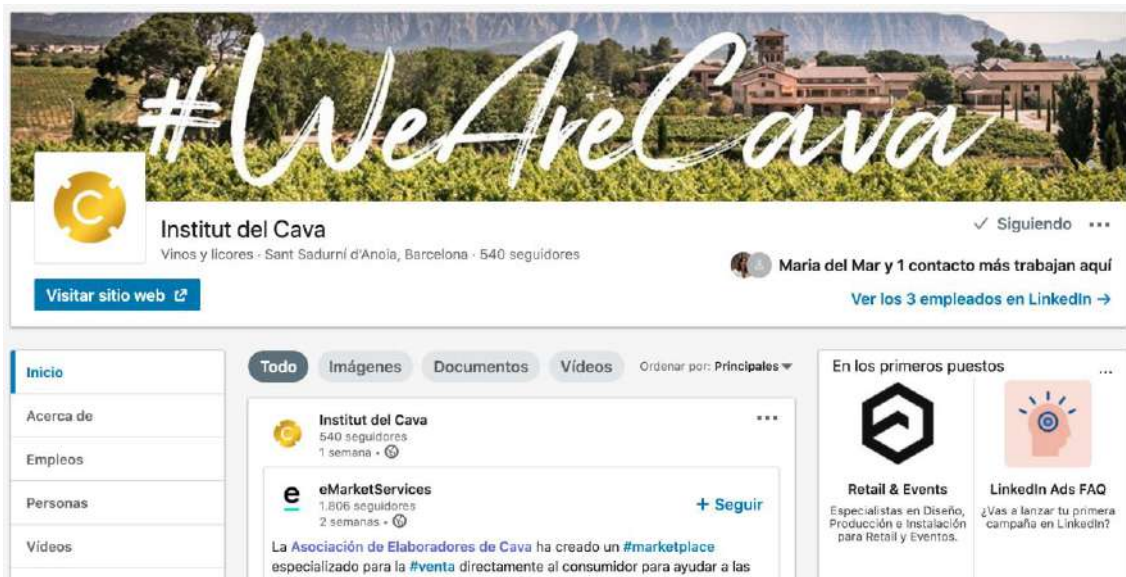 #WeAreCava
C
Institut del Cava
Vinos y licores - Sant Sadurní d'Anoia, Barcelona - 540 seguidores
✓ Siguiendo ...
Maria del Mar y 1 contacto más trabajan aquí
Visitar sitio web
Ver los 3 empleados en LinkedIn →
Inicio
Acerca de
Empleos
Personas
Vídeos
Todo Imágenes Documentos Vídeos Ordenar por: Principales
C
Institut del Cava ...
540 seguidores
1 semana •
e
eMarketServices
1.806 seguidores
2 semanas •
+ Seguir
La Asociación de Elaboradores de Cava ha creado un #marketplace
especializado para la #venta directamente al consumidor para ayudar a las
En los primeros puestos ...
Retail & Events
Especialistas en Diseño,
Producción e Instalación
para Retail y Eventos.
LinkedIn Ads FAQ
¿Vas a lanzar tu primera
campaña en LinkedIn?